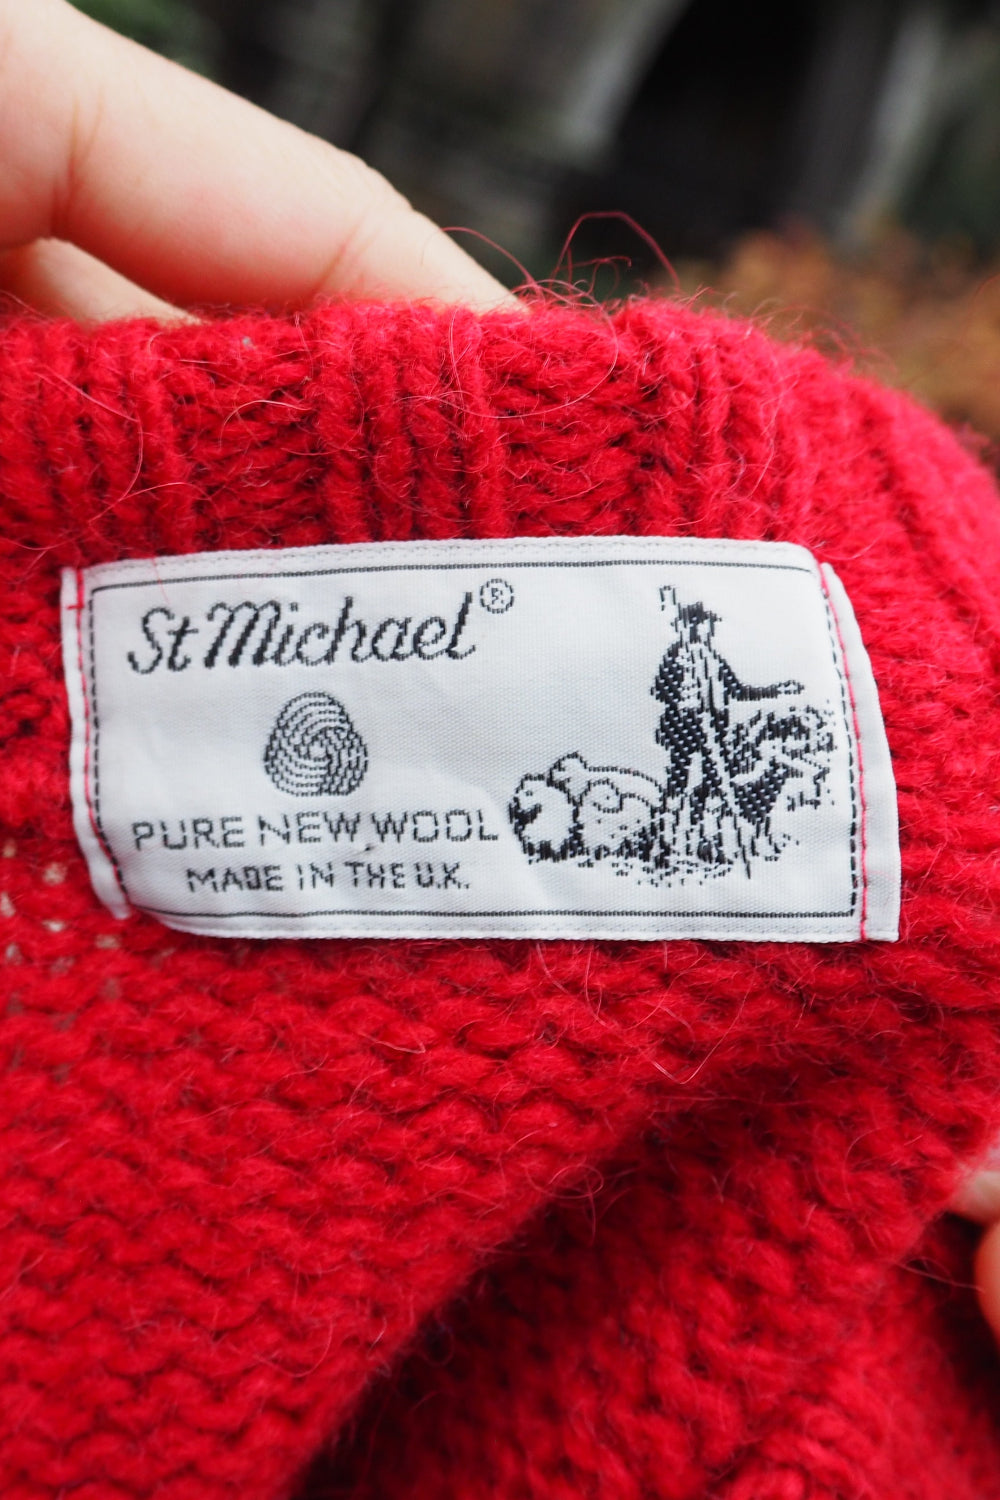 St Michael®
PURE NEW WOOL
MADE IN THE U.K.